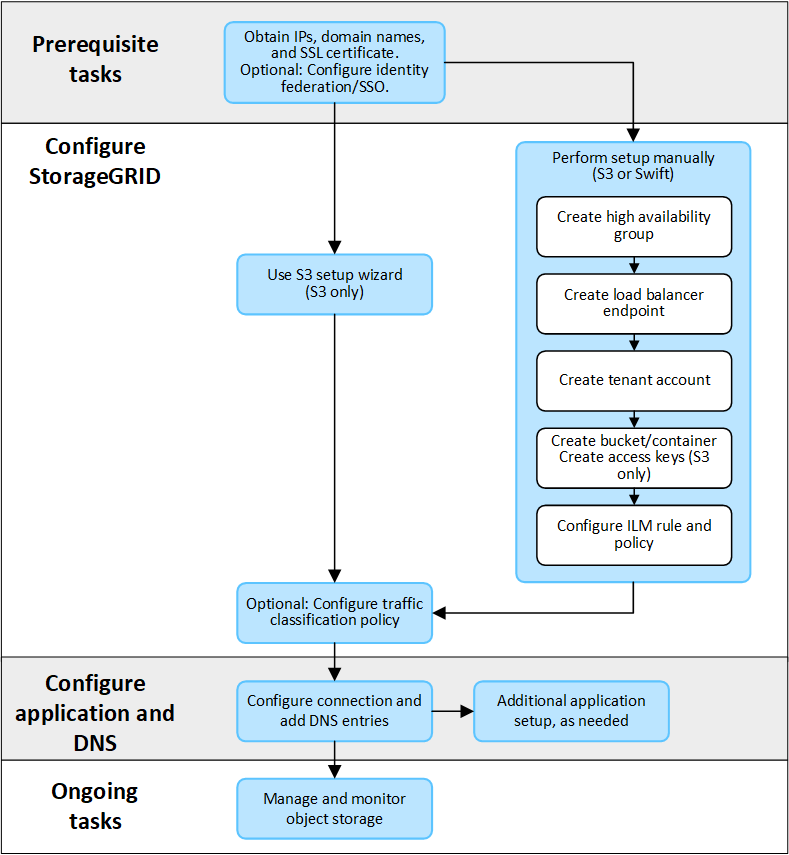 Prerequisite
tasks
Obtain IPs, domain names,
and SSL certificate.
Optional: Configure identity
federation/SSO.
Configure
StorageGRID
Use S3 setup wizard
(S3 only)
Perform setup manually
(S3 or Swift)
Create high availability
group
Create load balancer
endpoint
Create tenant account
Create bucket/container
Create access keys (S3
only)
Configure ILM rule and
policy
Optional: Configure traffic
classification policy
Configure
application and
DNS
Configure connection and
add DNS entries
Additional application
setup, as needed
Ongoing
tasks
Manage and monitor
object storage